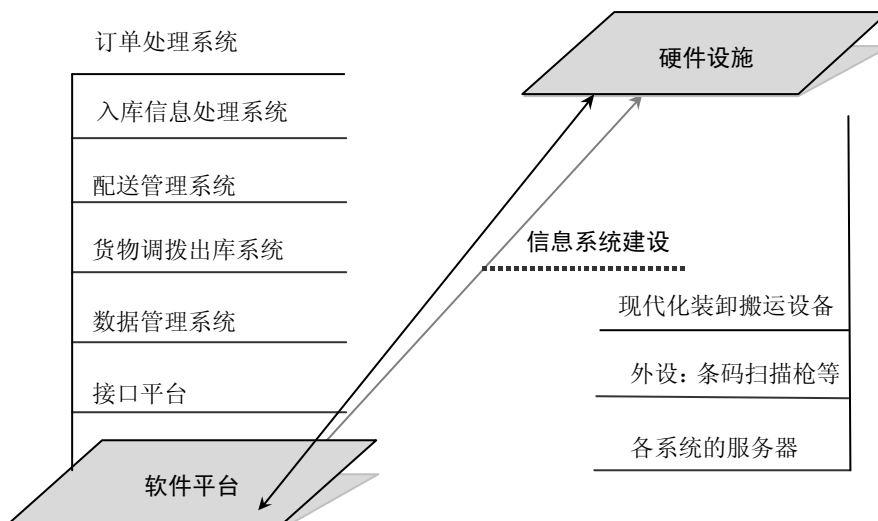 订单处理系统
硬件设施
入库信息处理系统
配送管理系统
货物调拨出库系统
信息系统建设
数据管理系统
接口平台
现代化装卸搬运设备
外设：条码扫描枪等
各系统的服务器
软件平台